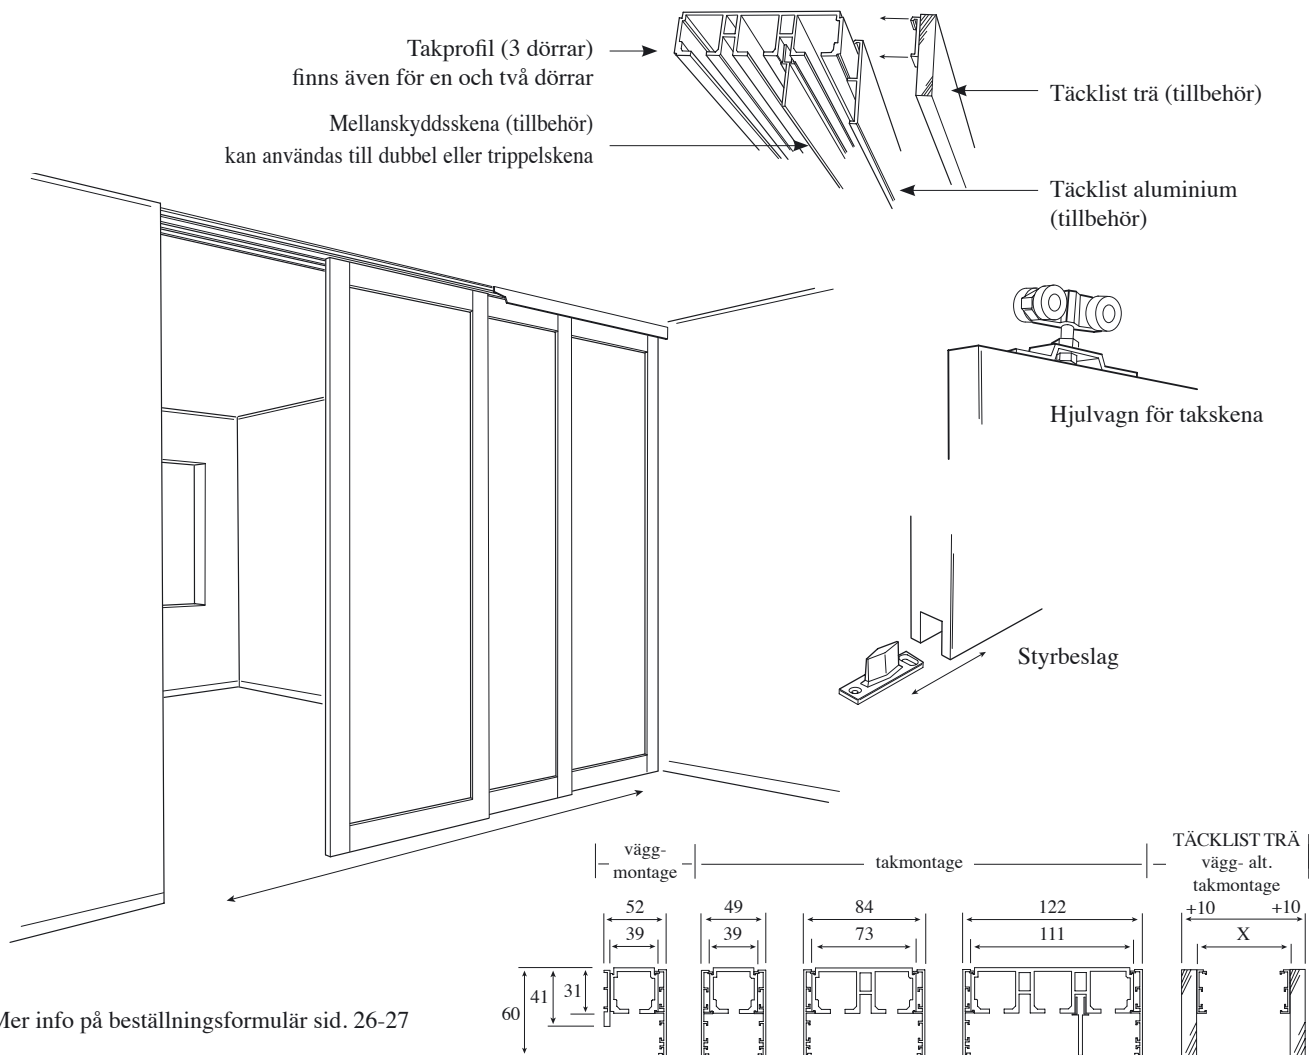 Takprofil (3 dörrar)
finns även för en och två dörrar
Mellanskyddsskena (tillbehör)
kan användas till dubbel eller trippelskena
Täcklist trä (tillbehör)
Täcklist aluminium
(tillbehör)
Hjulvagn för takskena
Styrbeslag
vägg-
montage
takmontage
TÄCKLIST TRÄ
vägg- alt.
takmontage
52
49
84
122
+10
+10
39
39
73
111
X
60
41
31
Mer info på beställningsformulär sid. 26-27